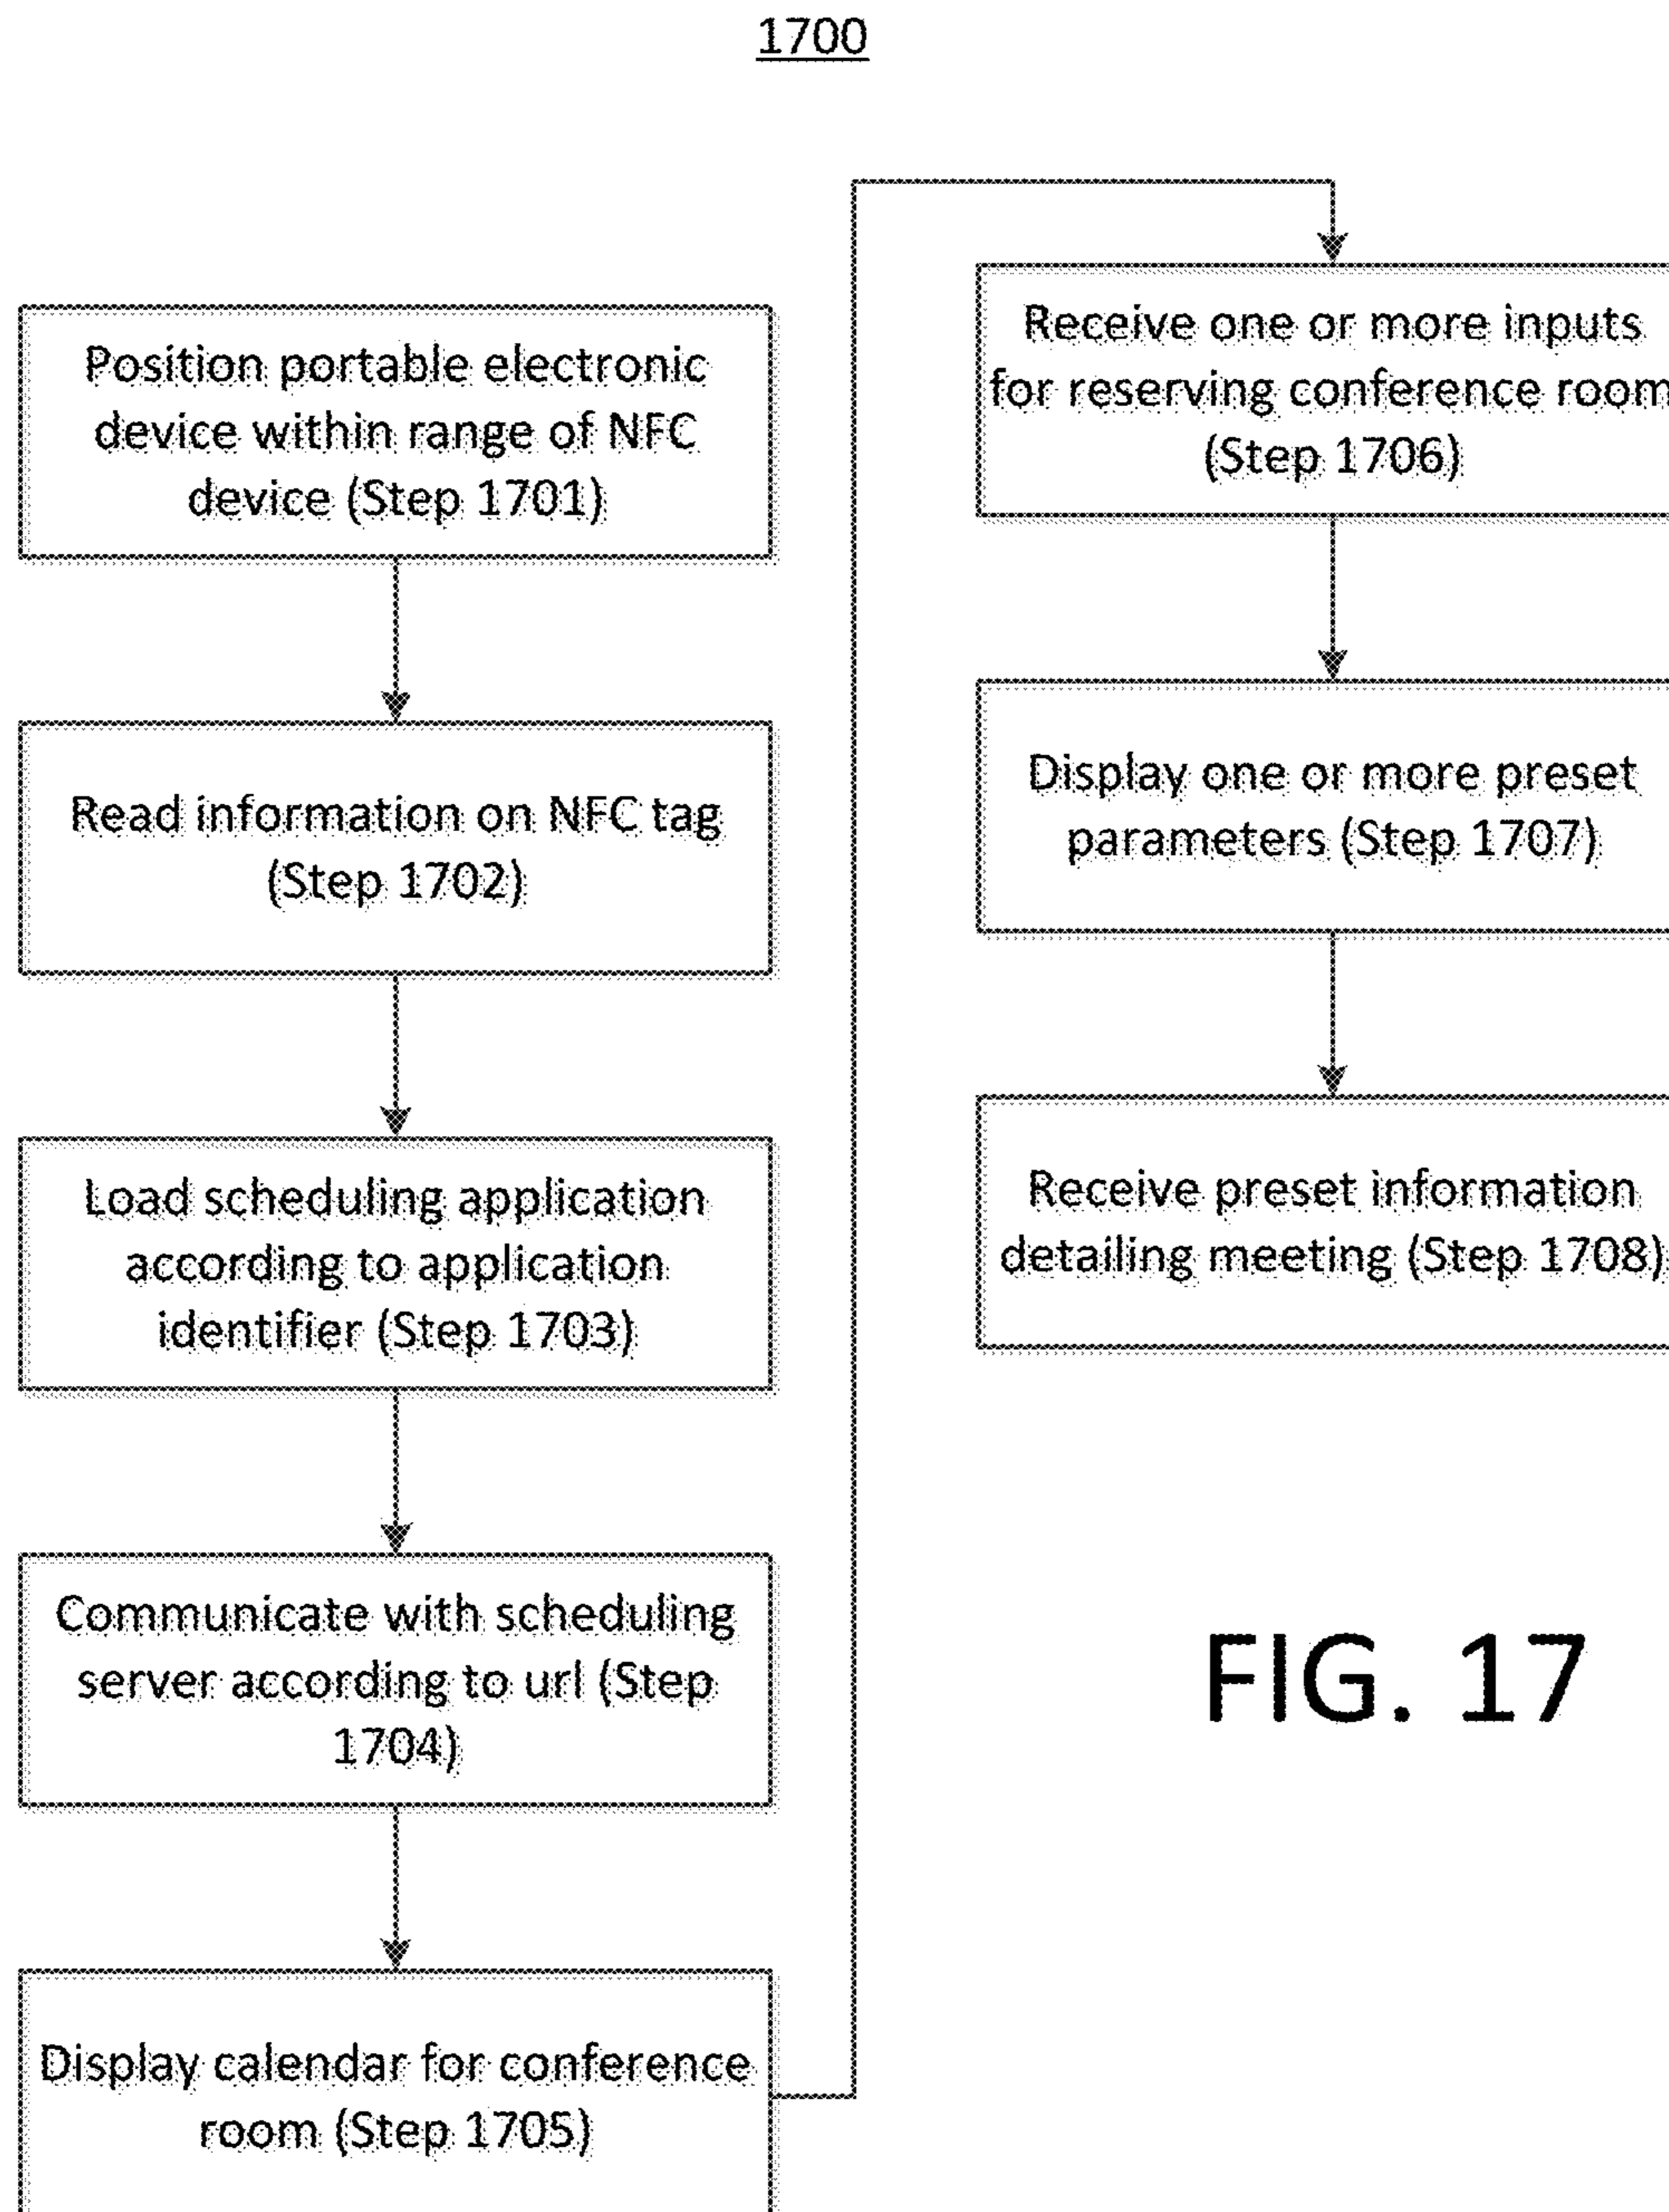 1700
Position portable electronic
device within range of NFC
device (Step 1701)
Read information on NFC tag
(Step 1702)
Load scheduling application
according to application
identifier (Step 1703)
Communicate with scheduling
server according to url (Step
1704)
Display calendar for conference
room (Step 1705)
Receive one or more inputs
for reserving conference room
(Step 1706)
Display one or more preset
parameters (Step 1707)
Receive preset information
detailing meeting (Step 1708)
FIG. 17